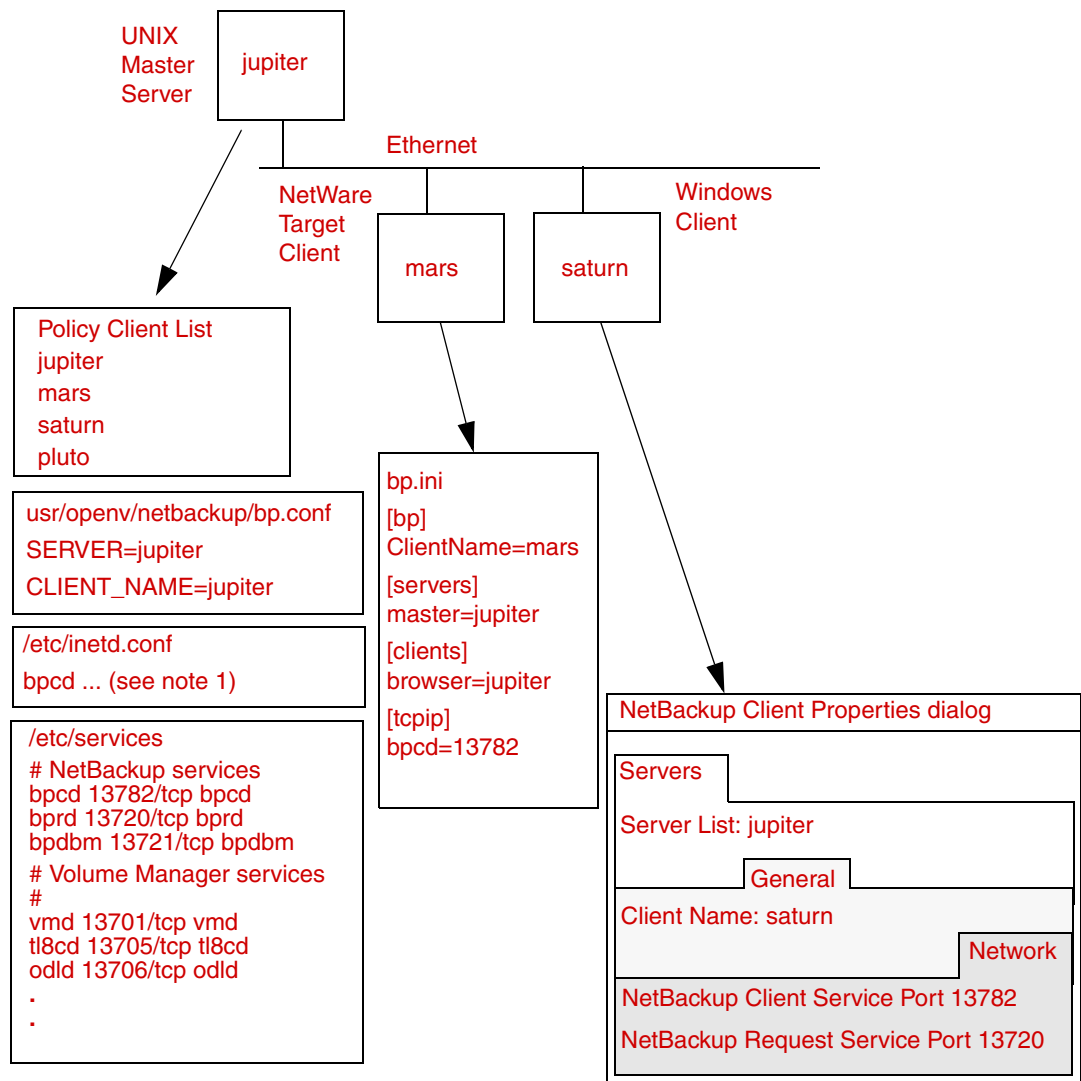 UNIX
Master
Server
jupiter
Ethernet
NetWare
Target
Client
mars
saturn
Windows
Client
Policy Client List
jupiter
mars
saturn
pluto
usr/openv/netbackup/bp.conf
SERVER=jupiter
CLIENT_NAME=jupiter
/etc/inetd.conf
bpcd ... (see note 1)
/etc/services
# NetBackup services
bpcd 13782/tcp bpcd
bprd 13720/tcp bprd
bpdbm 13721/tcp bpdbm
# Volume Manager services
#
vmd 13701/tcp vmd
tl8cd 13705/tcp tl8cd
odld 13706/tcp odld
.
.
bp.ini
[bp]
ClientName=mars
[servers]
master=jupiter
[clients]
browser=jupiter
[tcpip]
bpcd=13782
NetBackup Client Properties dialog
Servers
Server List: jupiter
General
Client Name: saturn
Network
NetBackup Client Service Port 13782
NetBackup Request Service Port 13720